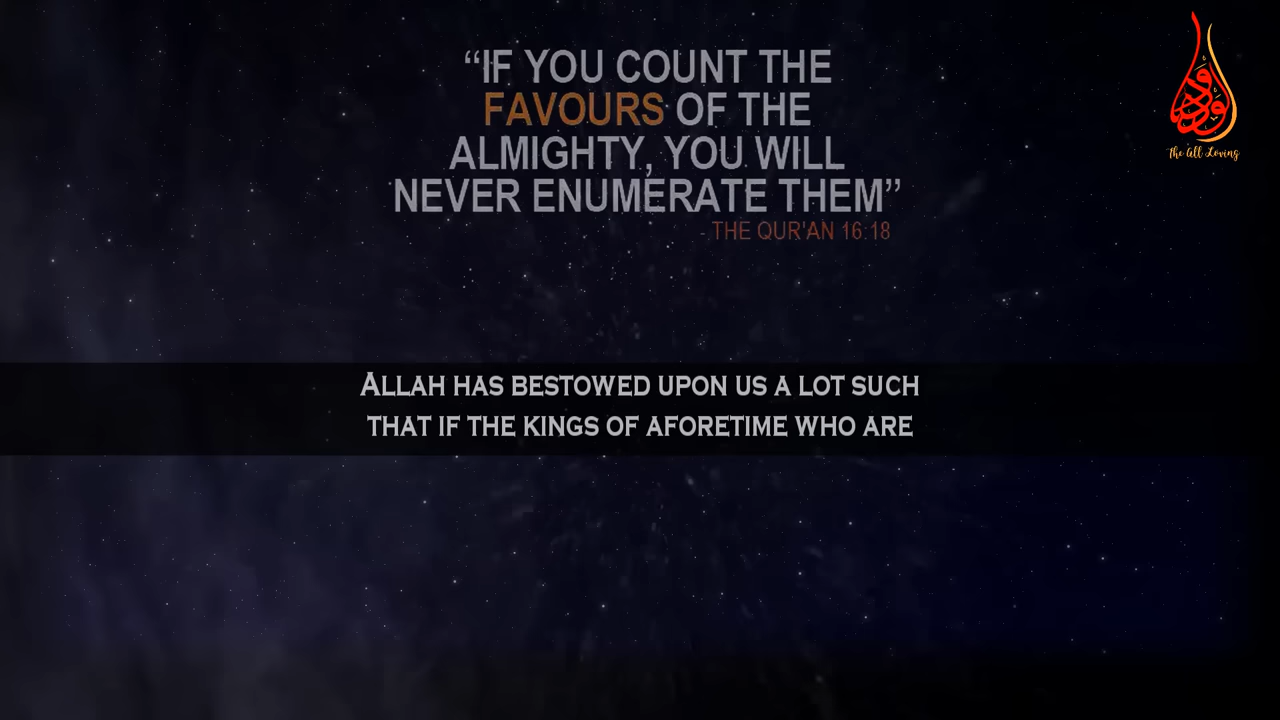 “IF YOU COUNT THE
FAVOURS OF THE
ALMIGHTY, YOU WILL
NEVER ENUMERATE THEM”
- THE QUR'AN 16:18
الودود
The All Loving
ALLAH HAS BESTOWED UPON US A LOT SUCH
THAT IF THE KINGS OF AFORETIME WHO ARE